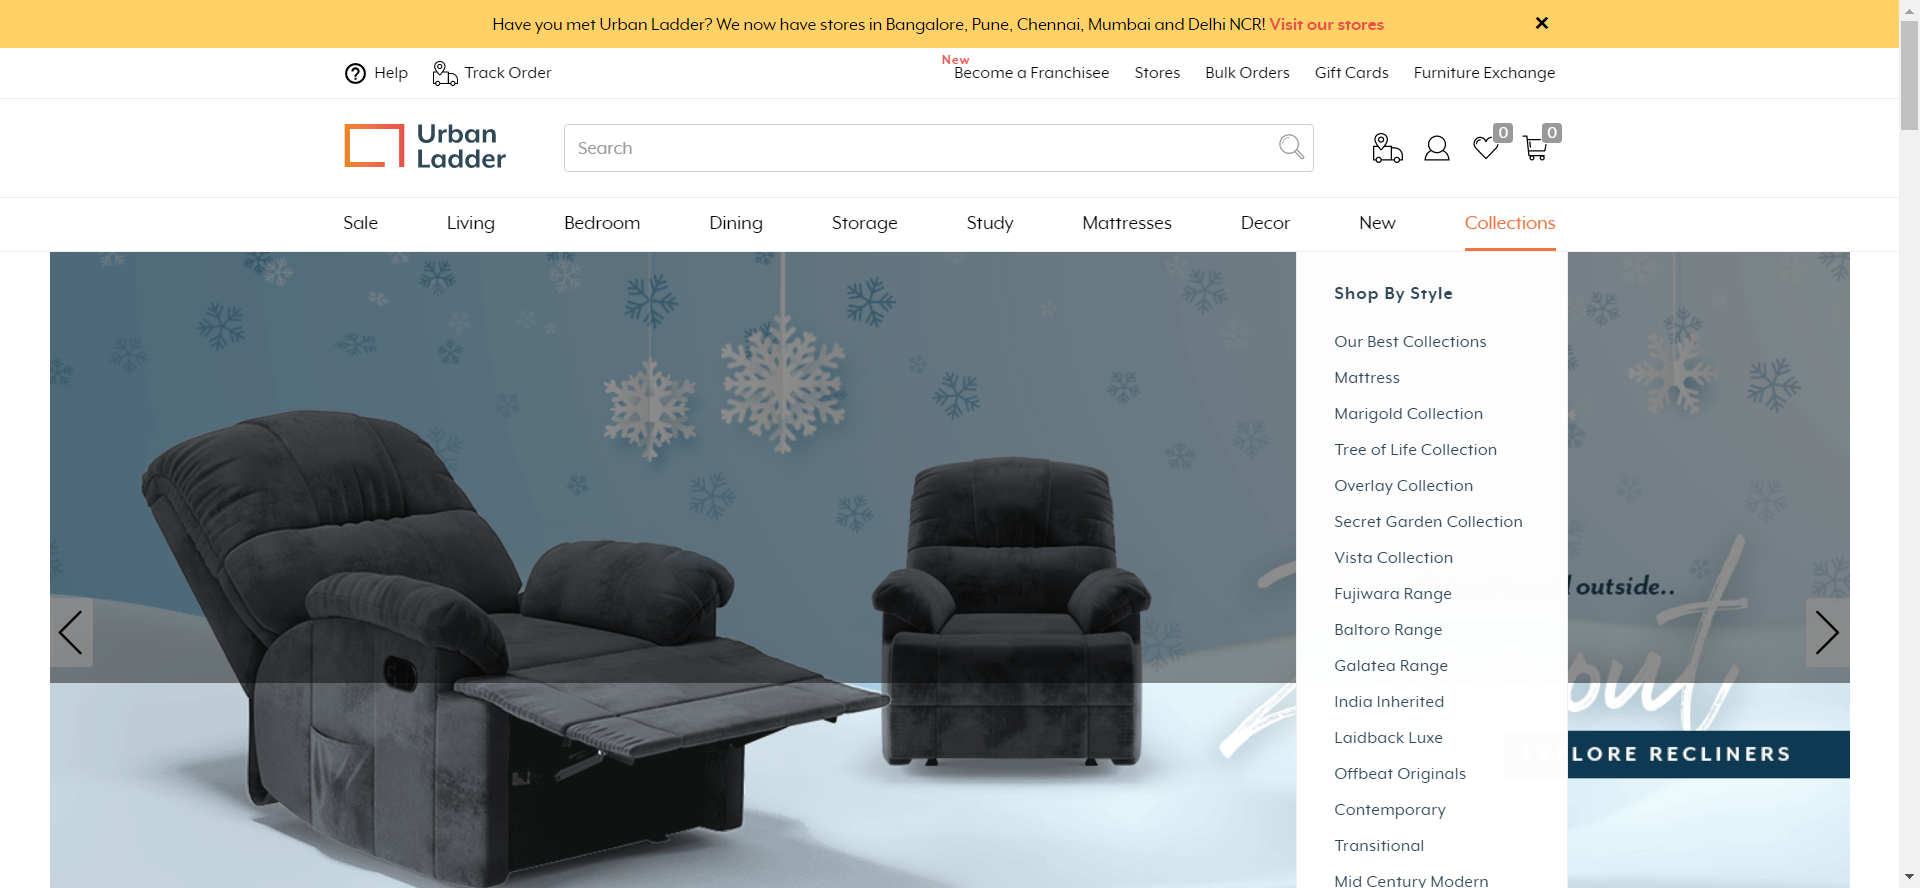 Have you met Urban Ladder? We now have stores in Bangalore, Pune, Chennai, Mumbai and Delhi NCR! Visit our stores
Help
Track Order
New
Become a Franchisee
Stores
Bulk Orders
Gift Cards
Furniture Exchange
Urban
Ladder
Search
0
0
Sale
Living
Bedroom
Dining
Storage
Study
Mattresses
Decor
New
Collections
Shop By Style
Our Best Collections
Mattress
Marigold Collection
Tree of Life Collection
Overlay Collection
Secret Garden Collection
Vista Collection
Fujiwara Range
Baltoro Range
Galatea Range
India Inherited
Laidback Luxe
Offbeat Originals
Contemporary
Transitional
Mid Century Modern
outside..
out
EXPLORE RECLINERS